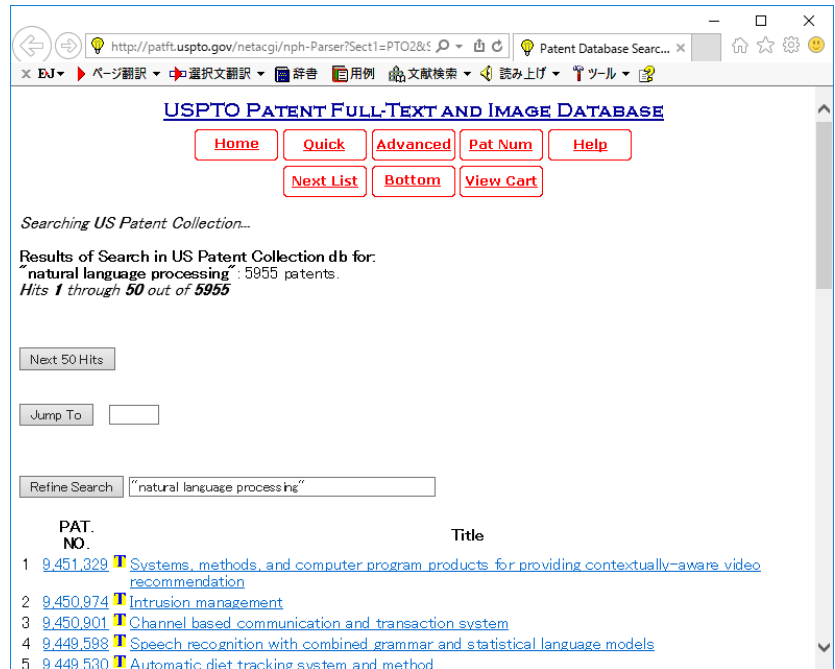 http://patft.uspto.gov/netacgi/nph-Parser?Sect1=PTO2&S
Patent Database Searc...
EJ ページ翻訳 選択文翻訳 辞書 用例 文献検索 読み上げ ツール
USPTO PATENT FULL-TEXT AND IMAGE DATABASE
Home Quick Advanced Pat Num Help
Next List Bottom View Cart
Searching US Patent Collection...
Results of Search in US Patent Collection db for:
"natural language processing": 5955 patents.
Hits 1 through 50 out of 5955
Next 50 Hits
Jump To
Refine Search "natural language processing"
PAT. NO. Title
1 9,451,329 T Systems, methods, and computer program products for providing contextually-aware video
recommendation
2 9,450,974 T Intrusion management
3 9,450,901 T Channel based communication and transaction system
4 9,449,598 T Speech recognition with combined grammar and statistical language models
5 9,449,530 T Automatic diet tracking system and method